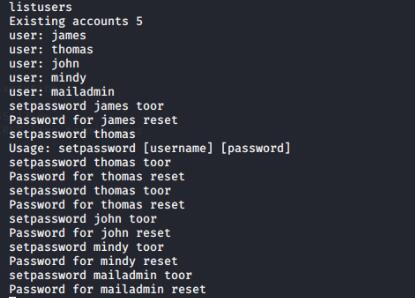 listusers
Existing accounts 5
user: james
user: thomas
user: john
user: mindy
user: mailadmin
setpassword james toor
Password for james reset
setpassword thomas
Usage: setpassword [username] [password]
setpassword thomas toor
Password for thomas reset
setpassword thomas toor
Password for thomas reset
setpassword john toor
Password for john reset
setpassword mindy toor
Password for mindy reset
setpassword mailadmin toor
Password for mailadmin reset